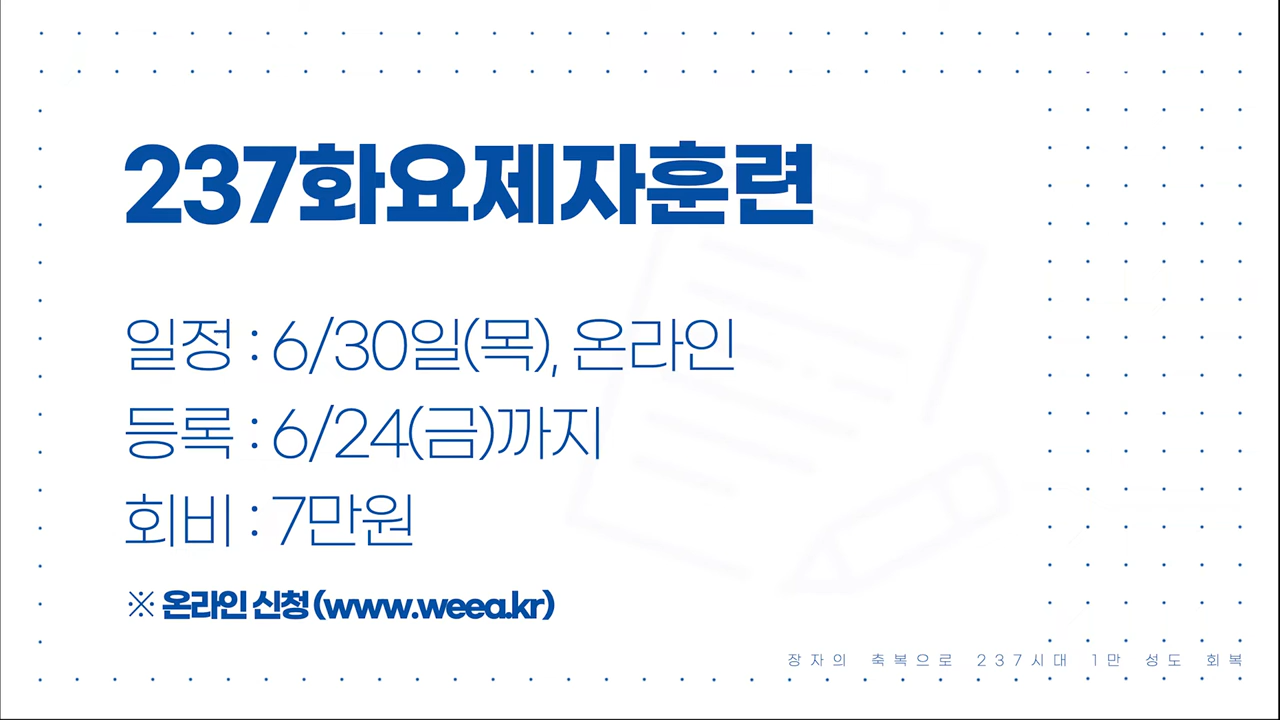 237화요제자훈련
일정 : 6/30일(목), 온라인
등록 : 6/24(금)까지
회비 : 7만원
※ 온라인 신청 (www.weea.kr)
장자의 축복으로 237시대 1만 성도 회복